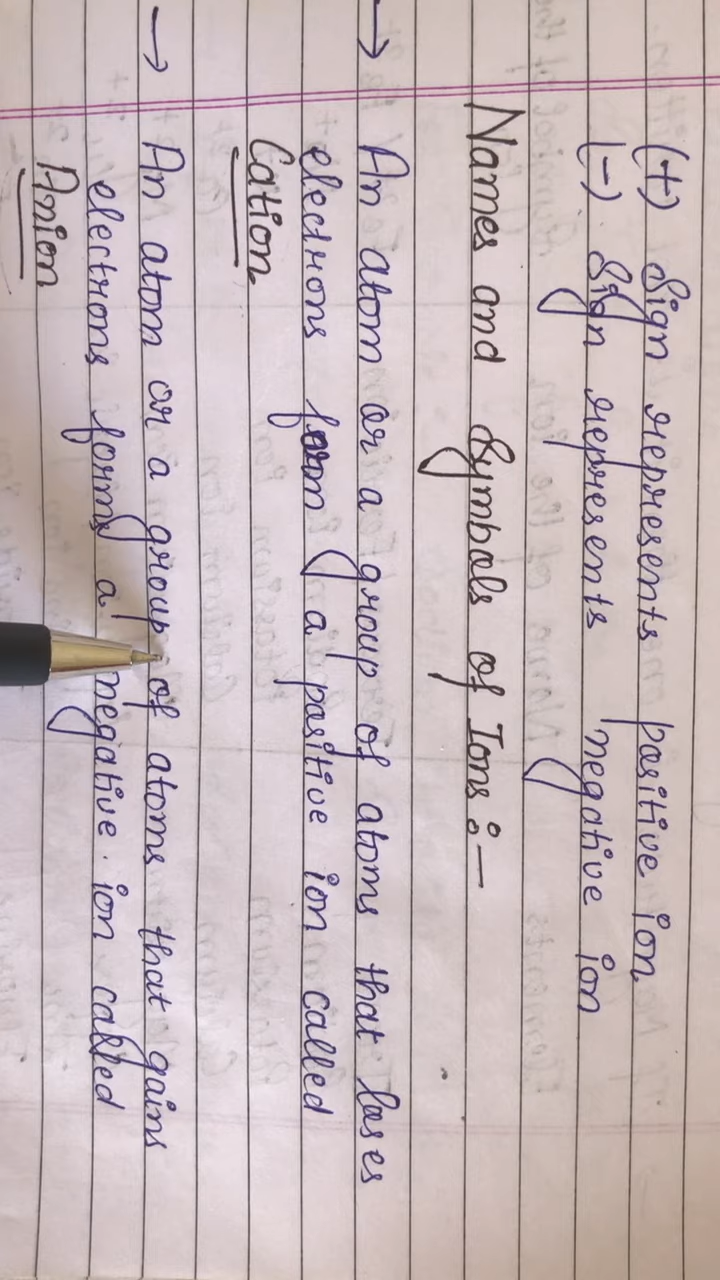 (+) Sign represents positive ion
(-) Sign represents negative ion
Names and Symbols of Ions :-
→ An atom or a group of atoms that loses
electrons form a positive ion called
Cation
→ An atom or a group of atoms that gains
electrons forms a negative ion called
Anion